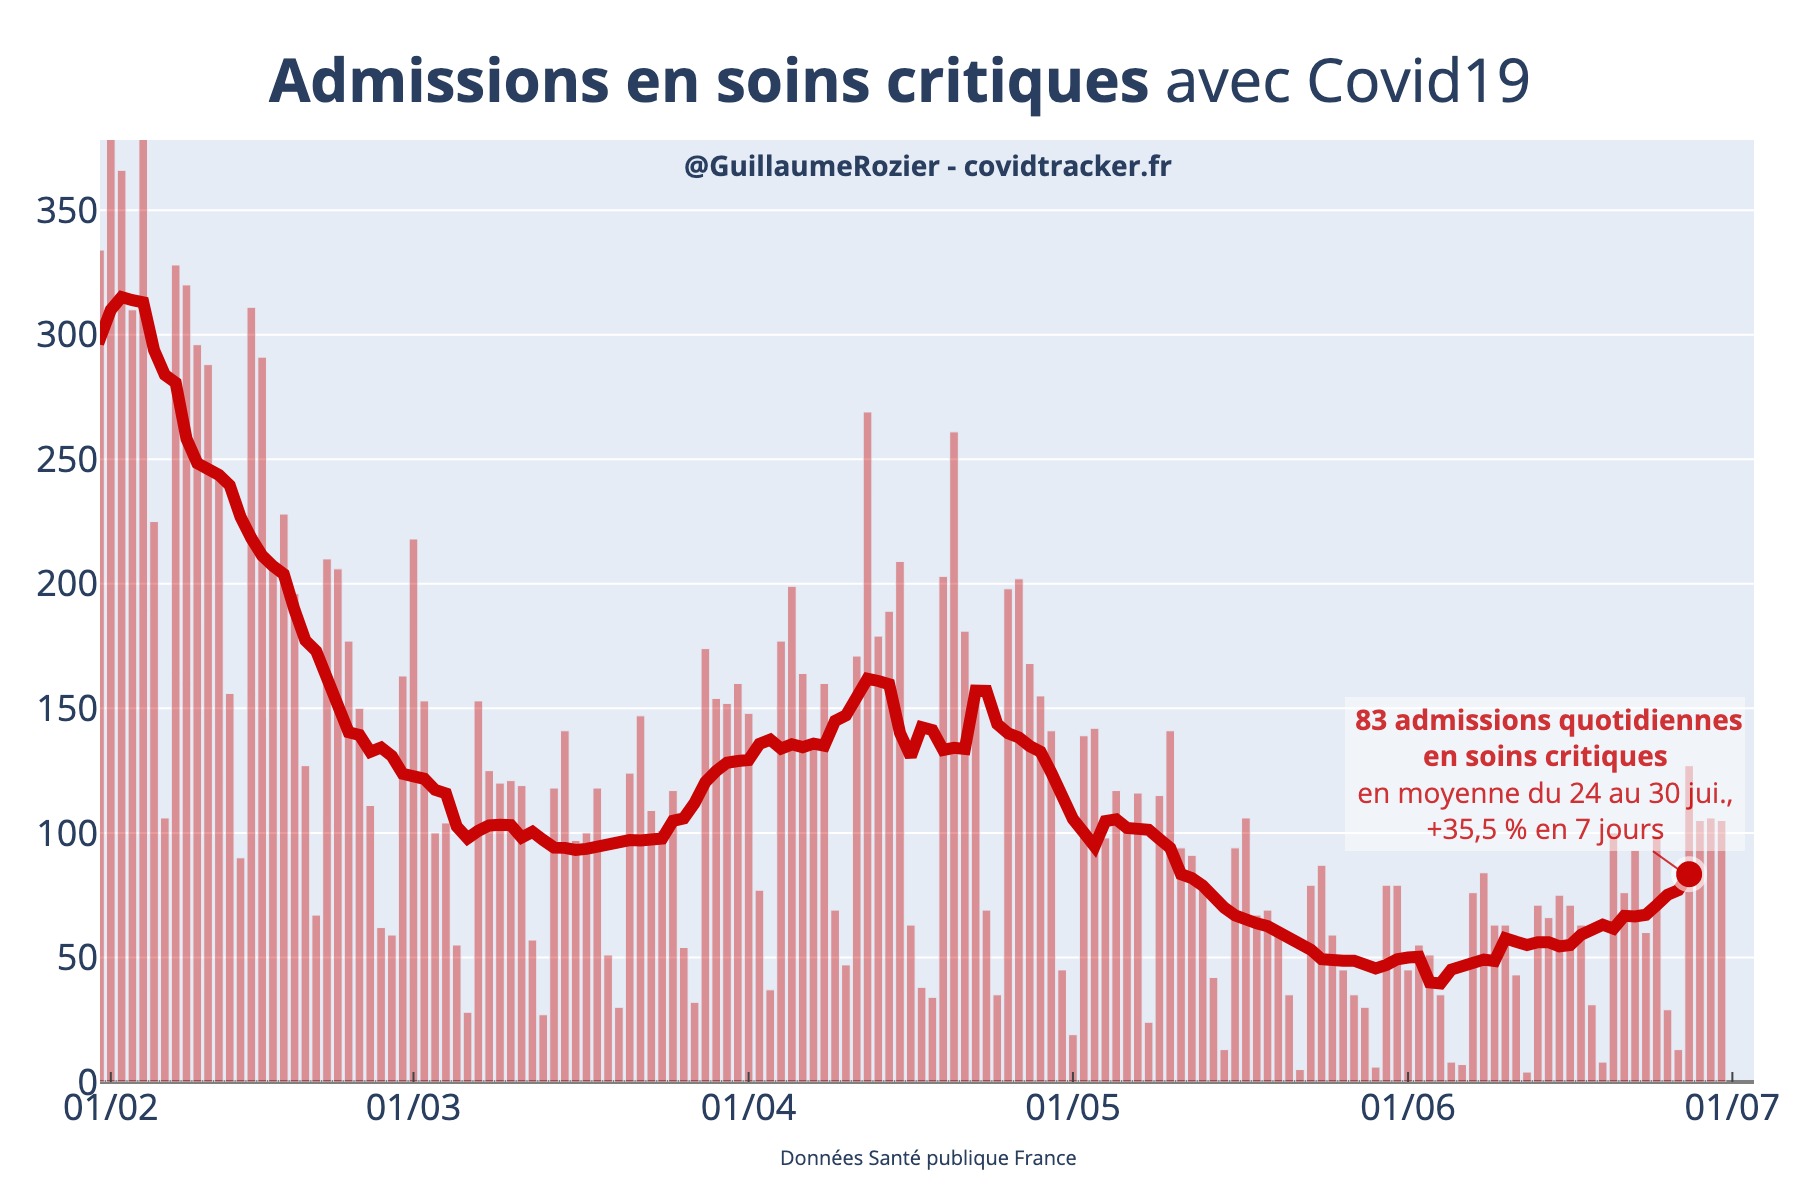 Admissions en soins critiques avec Covid19
@GuillaumeRozier - covidtracker.fr
350
300
250
200
150
100
50
0
83 admissions quotidiennes
en soins critiques
en moyenne du 24 au 30 jui.,
+35,5 % en 7 jours
01/02 01/03 01/04 01/05 01/06 01/07
Données Santé publique France